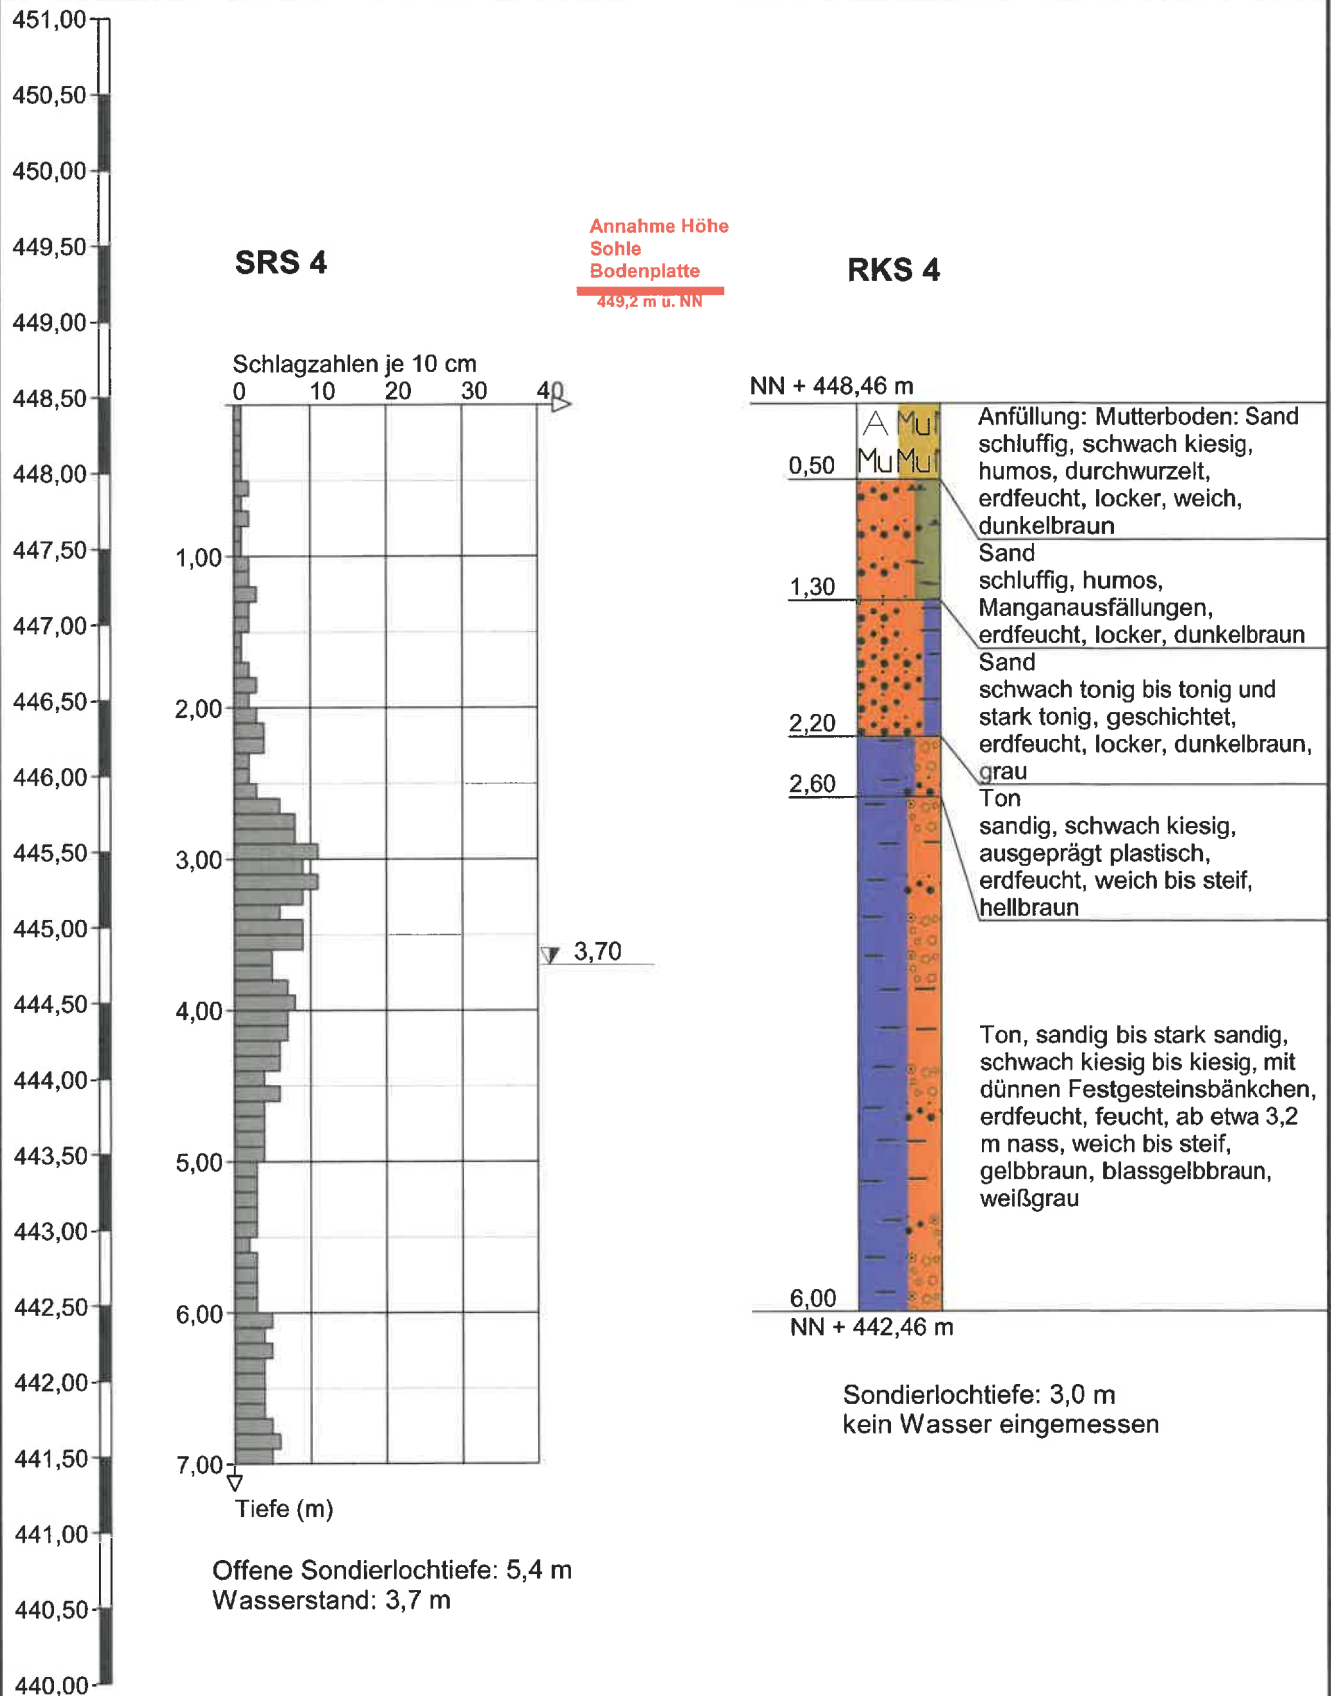 451,00
450,50
450,00
449,50
449,00
448,50
448,00
447,50
447,00
446,50
446,00
445,50
445,00
444,50
444,00
443,50
443,00
442,50
442,00
441,50
441,00
440,50
440,00
SRS 4
Schlagzahlen je 10 cm
0 10 20 30 40
1,00
2,00
3,00
4,00
5,00
6,00
7,00
Tiefe (m)
3,70
Offene Sondierlochtiefe: 5,4 m
Wasserstand: 3,7 m
Annahme Höhe
Sohle
Bodenplatte
449,2 m ü. NN
RKS 4
NN + 448,46 m
A Mu
Mu Mu
0,50
1,30
2,20
2,60
6,00
NN + 442,46 m
Anfüllung: Mutterboden: Sand
schluffig, schwach kiesig,
humos, durchwurzelt,
erdfeucht, locker, weich,
dunkelbraun
Sand
schluffig, humos,
Manganausfällungen,
erdfeucht, locker, dunkelbraun
Sand
schwach tonig bis tonig und
stark tonig, geschichtet,
erdfeucht, locker, dunkelbraun,
grau
Ton
sandig, schwach kiesig,
ausgeprägt plastisch,
erdfeucht, weich bis steif,
hellbraun
Ton, sandig bis stark sandig,
schwach kiesig bis kiesig, mit
dünnen Festgesteinsbänkchen,
erdfeucht, feucht, ab etwa 3,2
m nass, weich bis steif,
gelbbraun, blassgelbbraun,
weißgrau
Sondierlochtiefe: 3,0 m
kein Wasser eingemessen